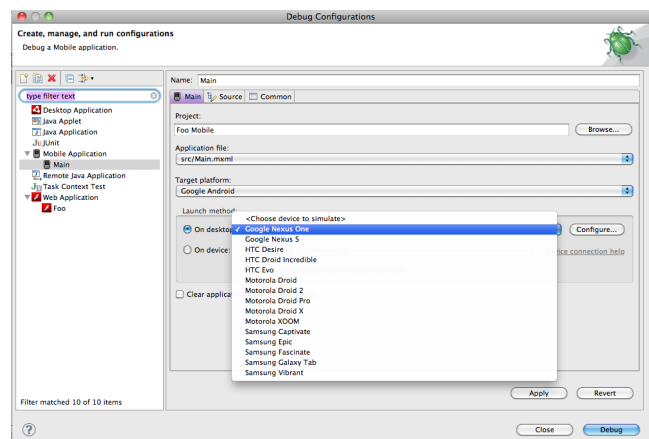 Debug Configurations
Create, manage, and run configurations
Debug a Mobile application.
type filter text
Desktop Application
Java Applet
Java Application
JUnit
Mobile Application
Main
Remote Java Application
Task Context Test
Web Application
Foo
Filter matched 10 of 10 items
Name: Main
Main Source Common
Project:
Foo Mobile
Browse...
Application file:
src/Main.mxml
Target platform:
Google Android
Launch method:
On desktop
Configure...
On device:
device connection help
Clear applica
<Choose device to simulate>
✓ Google Nexus One
Google Nexus S
HTC Desire
HTC Droid Incredible
HTC Evo
Motorola Droid
Motorola Droid 2
Motorola Droid Pro
Motorola Droid X
Motorola XOOM
Samsung Captivate
Samsung Epic
Samsung Fascinate
Samsung Galaxy Tab
Samsung Vibrant
Apply Revert
? Close Debug